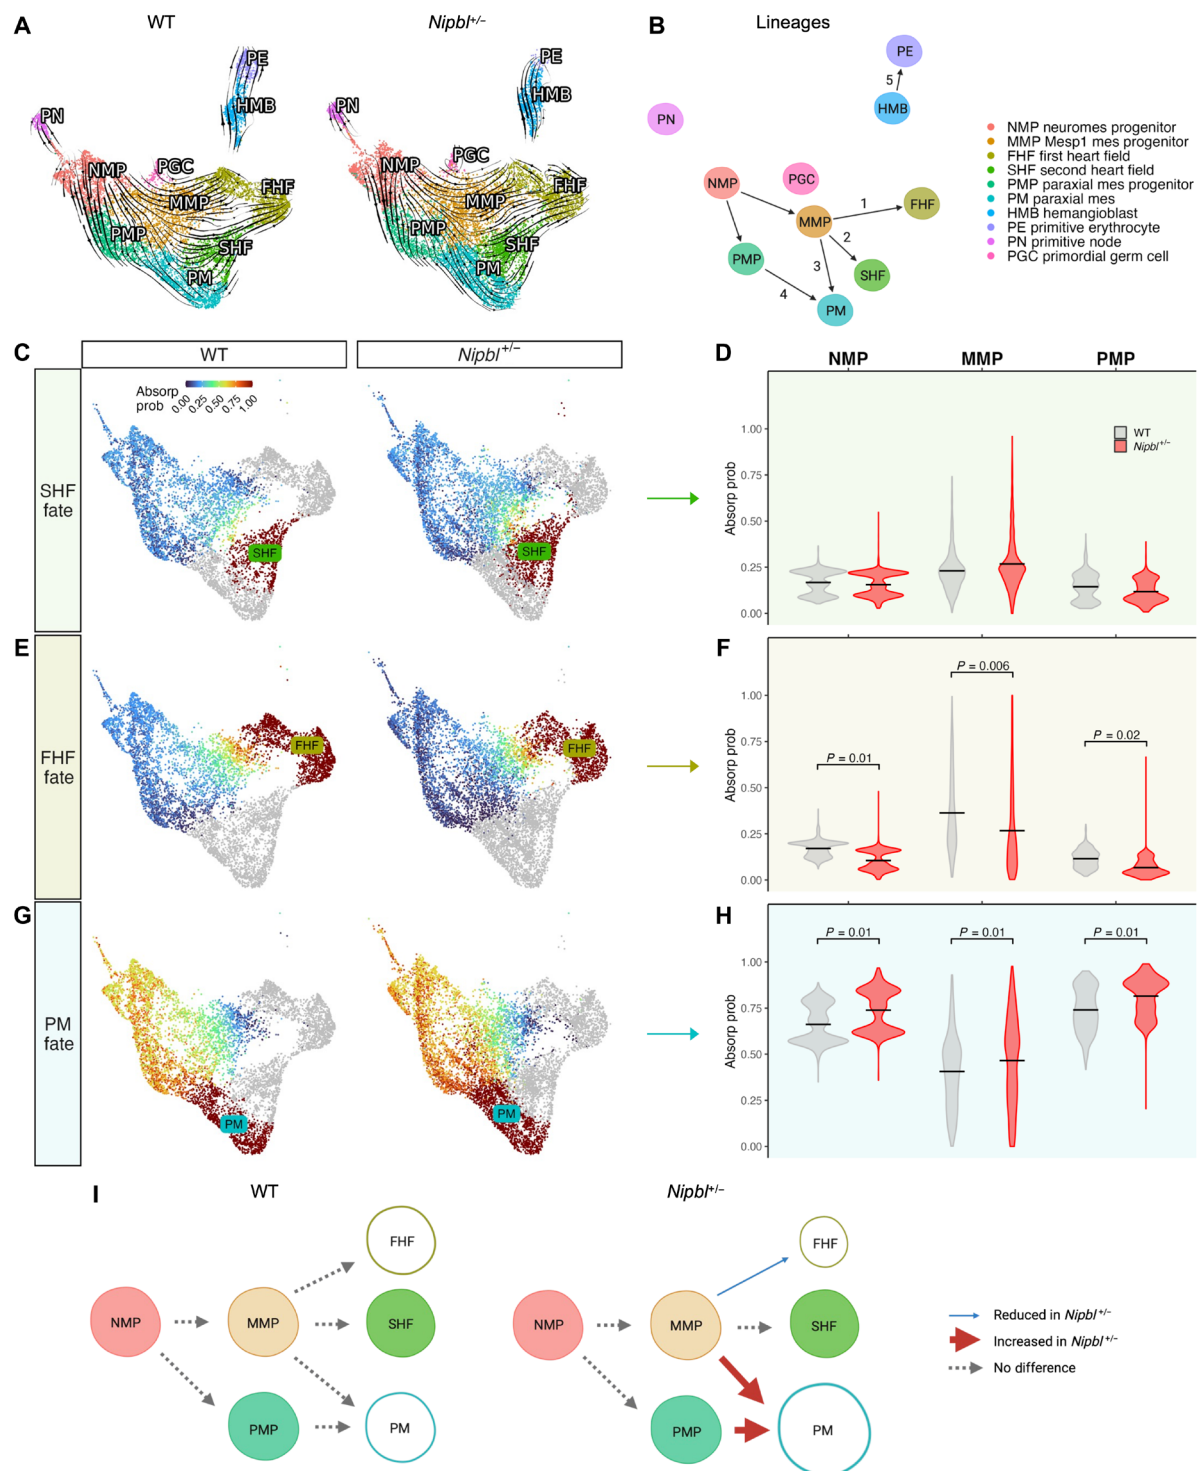 A WT Nipbl+/– B Lineages
PE
HMB
PN
NMP
PGC
MMP
FHF
PMP
SHF
PM
PE
HMB
PN
NMP
PGC
MMP
FHF
PMP
SHF
PM
PE
5
HMB
PN
NMP
PGC
1
FHF
MMP
2
PMP
3
SHF
4
PM
NMP neuromes progenitor
MMP Mesp1 mes progenitor
FHF first heart field
SHF second heart field
PMP paraxial mes progenitor
PM paraxial mes
HMB hemangioblast
PE primitive erythrocyte
PN primitive node
PGC primordial germ cell
C WT Nipbl+/–
SHF fate
Absorp prob
0.00 0.25 0.50 0.75 1.00
SHF
SHF
D NMP MMP PMP
Absorp prob
1.00
0.75
0.50
0.25
0.00
WT
Nipbl+/–
E
FHF fate
FHF
FHF
F
Absorp prob
1.00
0.75
0.50
0.25
0.00
P = 0.01
P = 0.006
P = 0.02
G
PM fate
PM
PM
H
Absorp prob
1.00
0.75
0.50
0.25
0.00
P = 0.01
P = 0.01
P = 0.01
I WT Nipbl+/–
FHF
NMP MMP SHF
PMP PM
FHF
NMP MMP SHF
PMP PM
Reduced in Nipbl+/–
Increased in Nipbl+/–
No difference